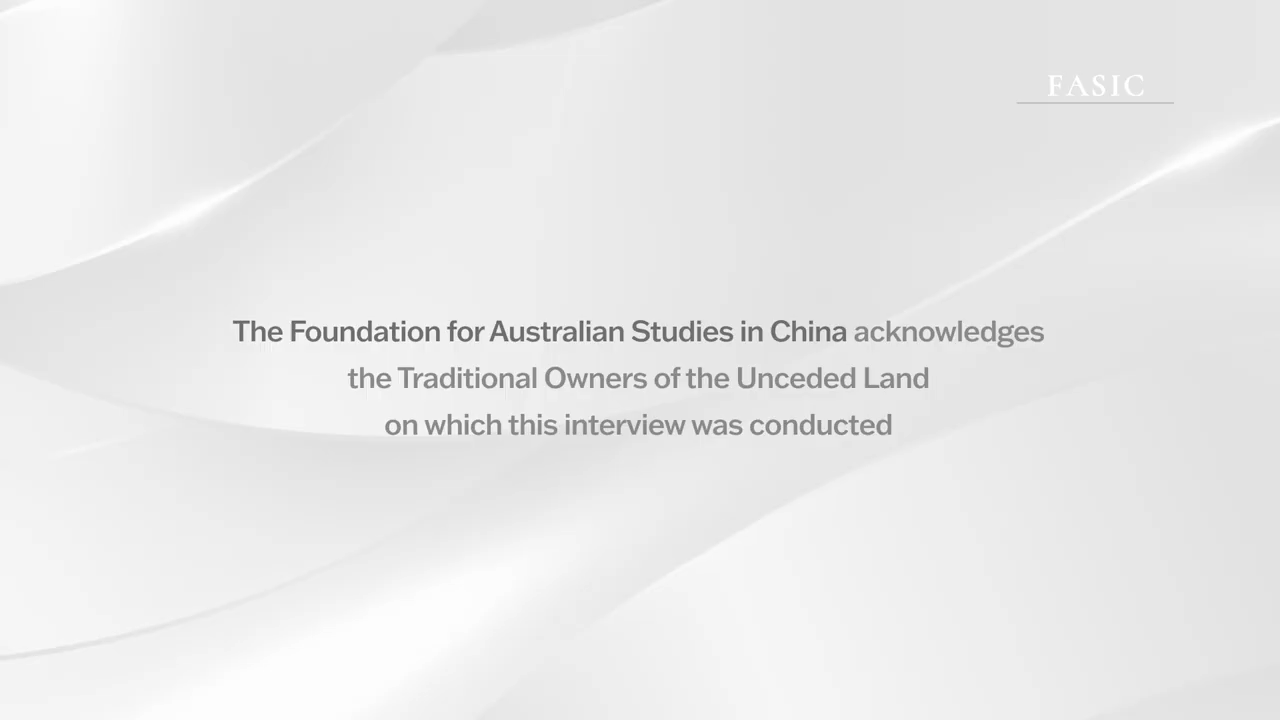 FASIC
The Foundation for Australian Studies in China acknowledges
the Traditional Owners of the Unceded Land
on which this interview was conducted